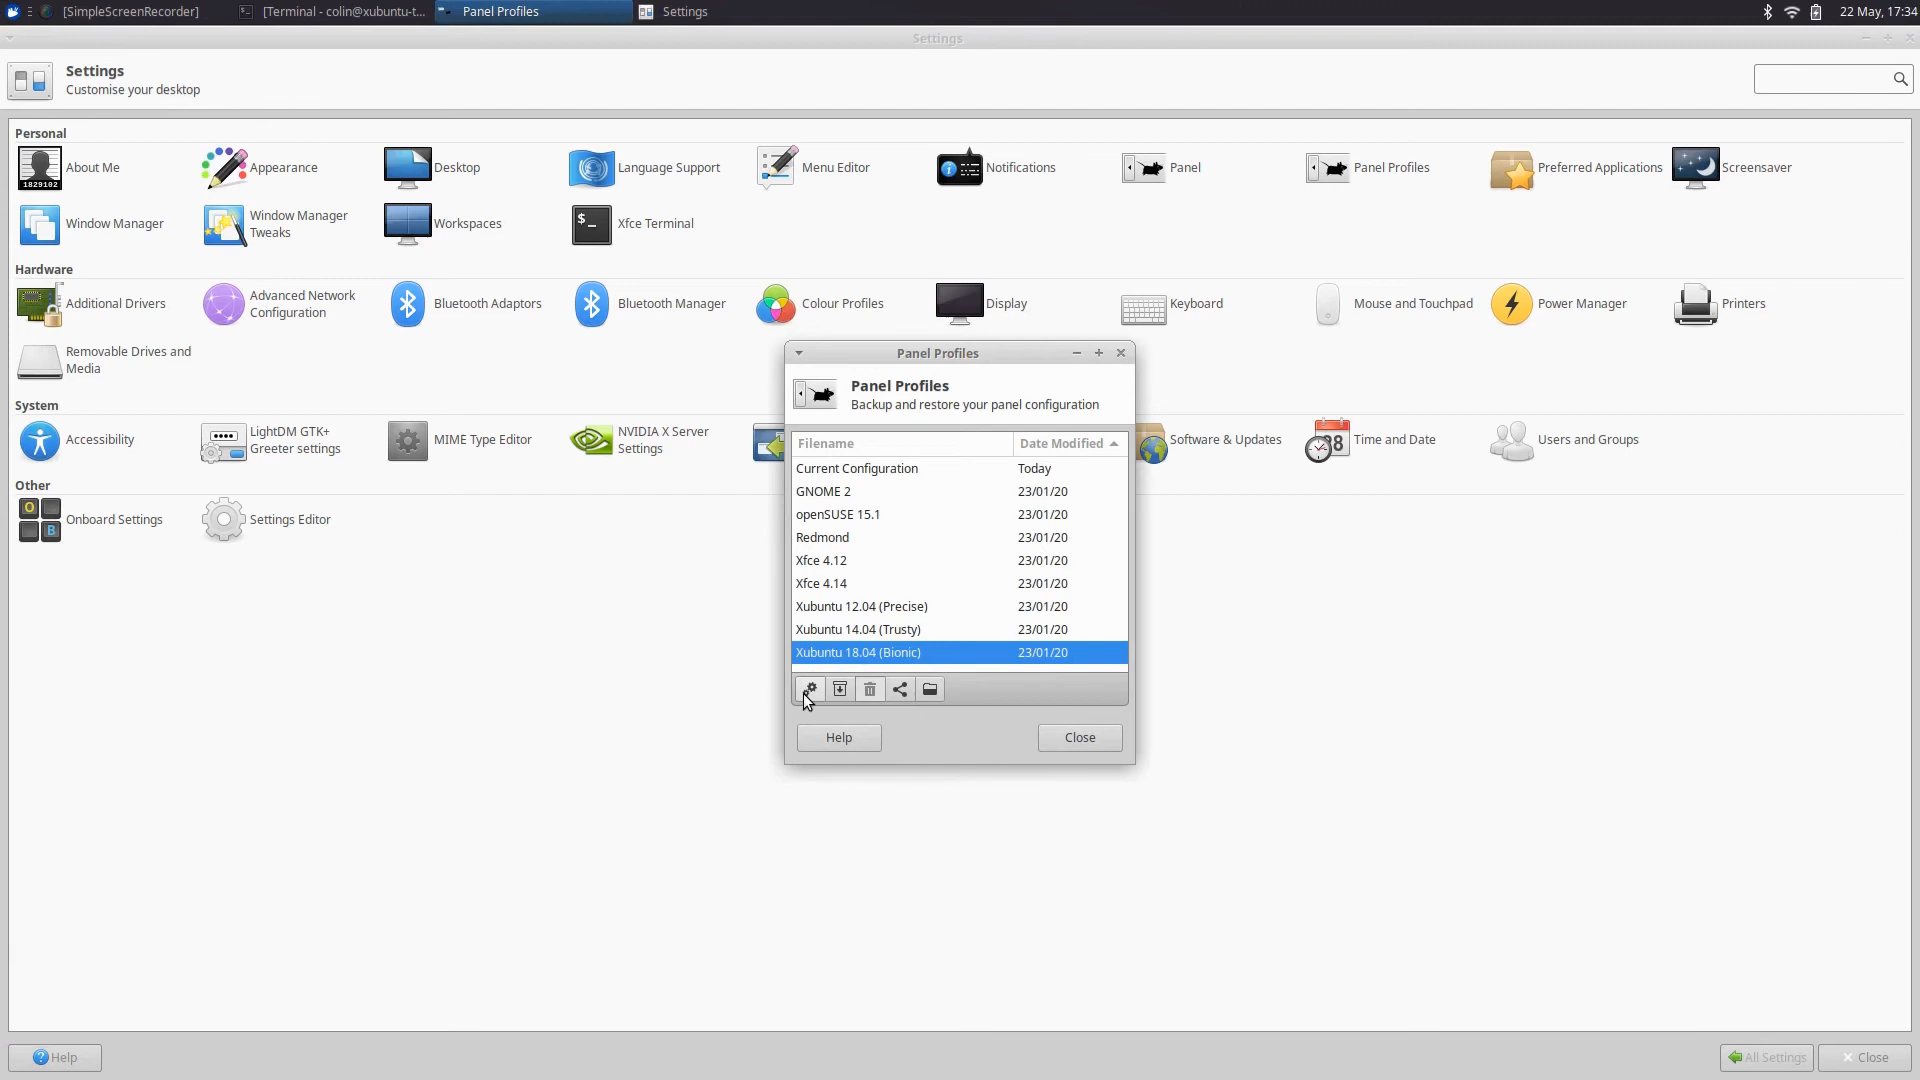 [SimpleScreenRecorder]
[Terminal - colin@xubuntu-t...
Panel Profiles
Settings
22 May, 17:34
Settings
Settings
Customise your desktop
Personal
About Me
1829102
Appearance
Desktop
Language Support
Menu Editor
Notifications
Panel
Panel Profiles
Preferred Applications
Screensaver
Window Manager
Window Manager
Tweaks
Workspaces
$_
Xfce Terminal
Hardware
Additional Drivers
Advanced Network
Configuration
Bluetooth Adaptors
Bluetooth Manager
Colour Profiles
Display
Keyboard
Mouse and Touchpad
Power Manager
Printers
Removable Drives and
Media
System
Accessibility
LightDM GTK+
Greeter settings
MIME Type Editor
NVIDIA X Server
Settings
Software & Updates
Time and Date
Users and Groups
Other
O
B
Onboard Settings
Settings Editor
Panel Profiles
Panel Profiles
Backup and restore your panel configuration
Filename Date Modified
Current Configuration Today
GNOME 2 23/01/20
openSUSE 15.1 23/01/20
Redmond 23/01/20
Xfce 4.12 23/01/20
Xfce 4.14 23/01/20
Xubuntu 12.04 (Precise) 23/01/20
Xubuntu 14.04 (Trusty) 23/01/20
Xubuntu 18.04 (Bionic) 23/01/20
Help
Close
Help
All Settings
Close